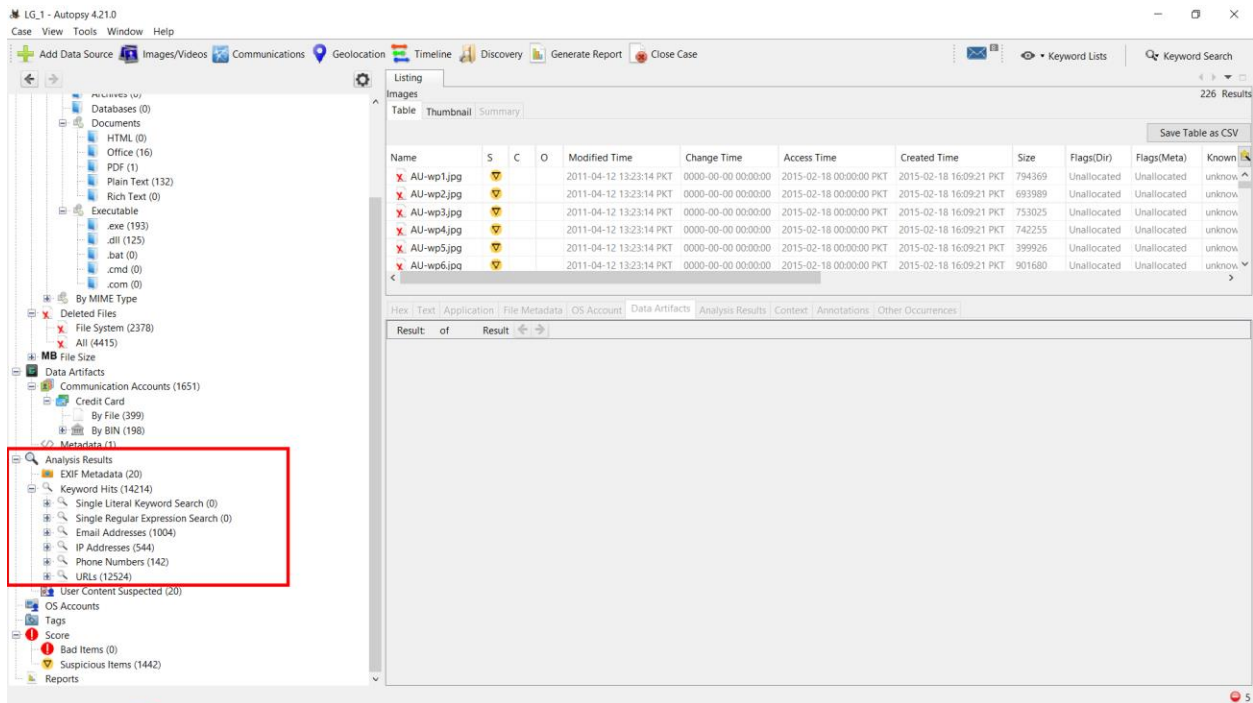 LG_1 - Autopsy 4.21.0
Case View Tools Window Help
Add Data Source Images/Videos Communications Geolocation Timeline Discovery Generate Report Close Case Keyword Lists Keyword Search
Listing
Images 226 Results
Table Thumbnail Summary
Save Table as CSV
Name S C O Modified Time Change Time Access Time Created Time Size Flags(Dir) Flags(Meta) Known
AU-wp1.jpg 2011-04-12 13:23:14 PKT 0000-00-00 00:00:00 2015-02-18 00:00:00 PKT 2015-02-18 16:09:21 PKT 794369 Unallocated Unallocated unknow
AU-wp2.jpg 2011-04-12 13:23:14 PKT 0000-00-00 00:00:00 2015-02-18 00:00:00 PKT 2015-02-18 16:09:21 PKT 693989 Unallocated Unallocated unknow
AU-wp3.jpg 2011-04-12 13:23:14 PKT 0000-00-00 00:00:00 2015-02-18 00:00:00 PKT 2015-02-18 16:09:21 PKT 753025 Unallocated Unallocated unknow
AU-wp4.jpg 2011-04-12 13:23:14 PKT 0000-00-00 00:00:00 2015-02-18 00:00:00 PKT 2015-02-18 16:09:21 PKT 742255 Unallocated Unallocated unknow
AU-wp5.jpg 2011-04-12 13:23:14 PKT 0000-00-00 00:00:00 2015-02-18 00:00:00 PKT 2015-02-18 16:09:21 PKT 399926 Unallocated Unallocated unknow
AU-wp6.jpg 2011-04-12 13:23:14 PKT 0000-00-00 00:00:00 2015-02-18 00:00:00 PKT 2015-02-18 16:09:21 PKT 901680 Unallocated Unallocated unknow
Hex Text Application File Metadata OS Account Data Artifacts Analysis Results Context Annotations Other Occurrences
Result: of Result
Archives (0)
Databases (0)
Documents
HTML (0)
Office (16)
PDF (1)
Plain Text (132)
Rich Text (0)
Executable
.exe (193)
.dll (125)
.bat (0)
.cmd (0)
.com (0)
By MIME Type
Deleted Files
File System (2378)
All (4415)
MB File Size
Data Artifacts
Communication Accounts (1651)
Credit Card
By File (399)
By BIN (198)
Metadata (1)
Analysis Results
EXIF Metadata (20)
Keyword Hits (14214)
Single Literal Keyword Search (0)
Single Regular Expression Search (0)
Email Addresses (1004)
IP Addresses (544)
Phone Numbers (142)
URLs (12524)
User Content Suspected (20)
OS Accounts
Tags
Score
Bad Items (0)
Suspicious Items (1442)
Reports
5